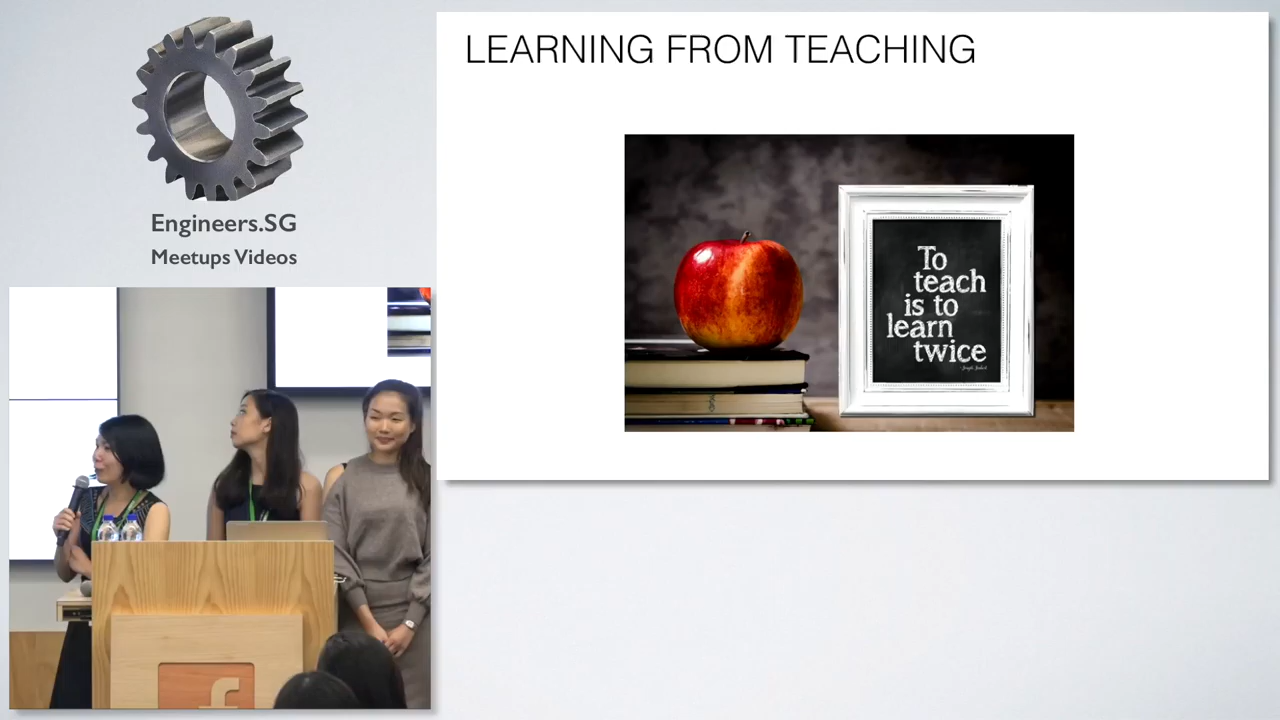 Engineers.SG
Meetups Videos
LEARNING FROM TEACHING
To
teach
is to
learn
twice